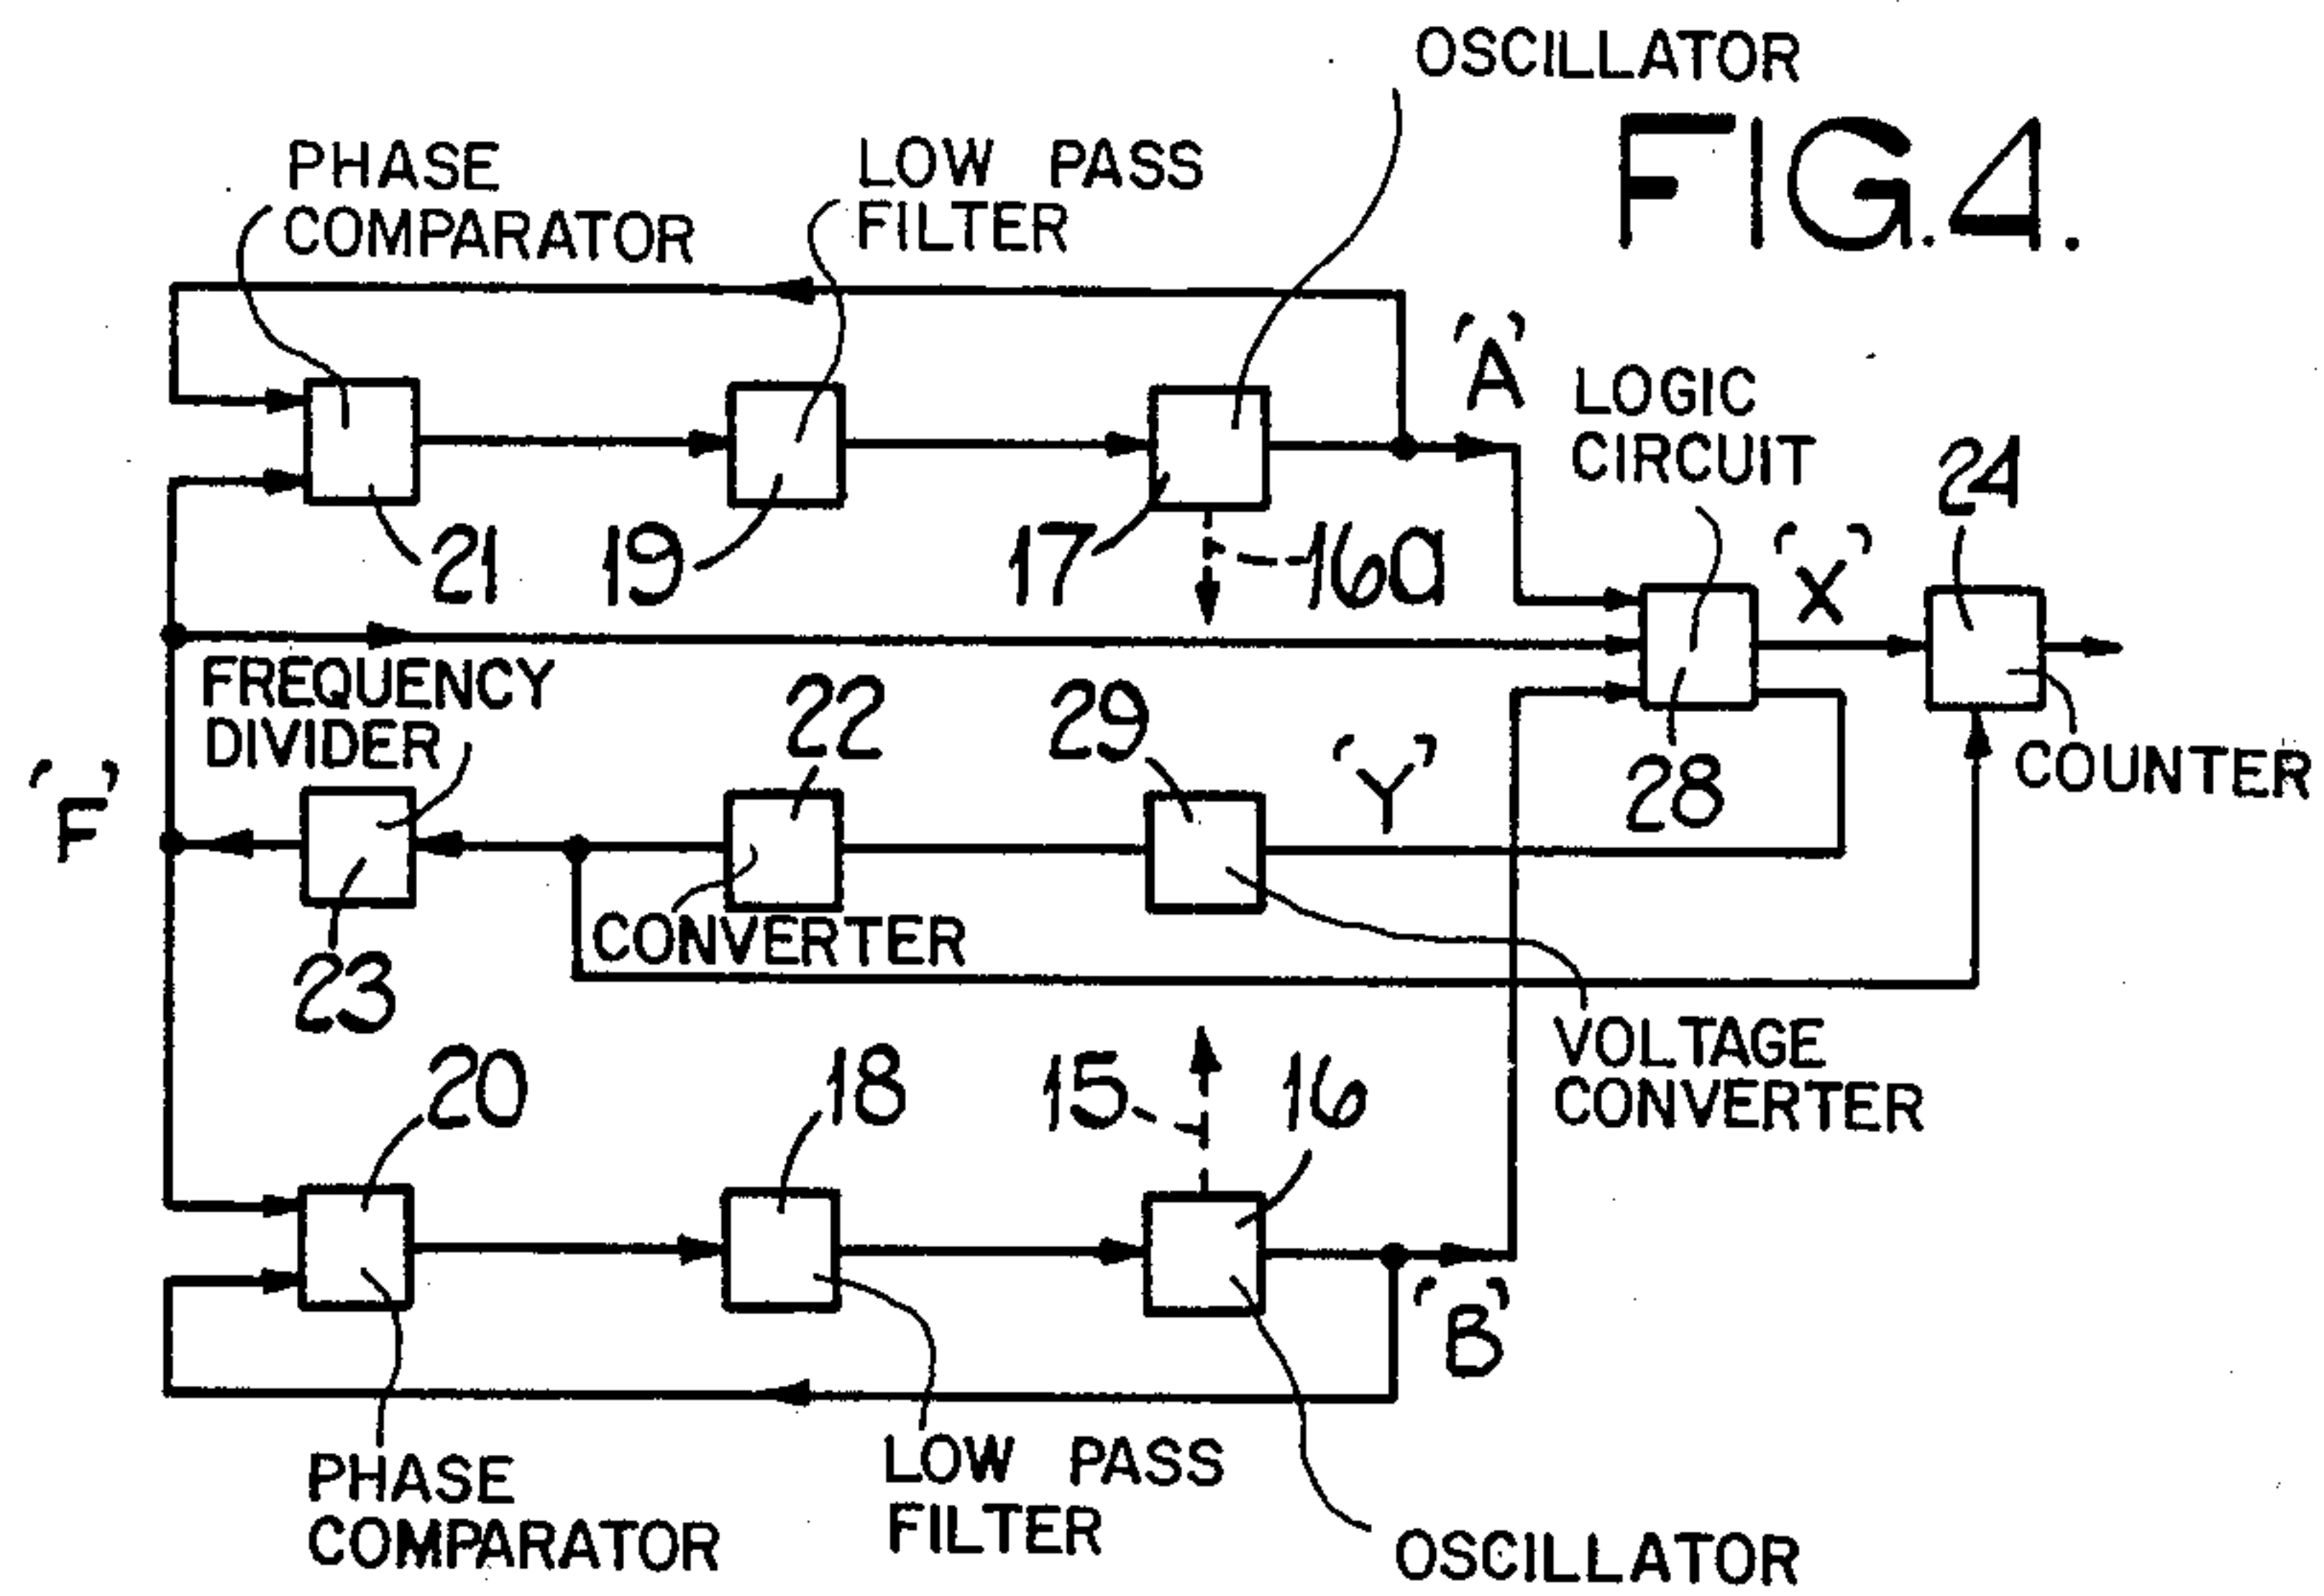 OSCILLATOR
FIG.4.
PHASE
COMPARATOR
LOW PASS
FILTER
'A'
LOGIC
CIRCUIT
24
21
19
17
16a
'X'
FREQUENCY
DIVIDER
22
29
'Y'
28
COUNTER
'F'
CONVERTER
23
VOLTAGE
CONVERTER
20
18
15
16
'B'
PHASE
COMPARATOR
LOW PASS
FILTER
OSCILLATOR